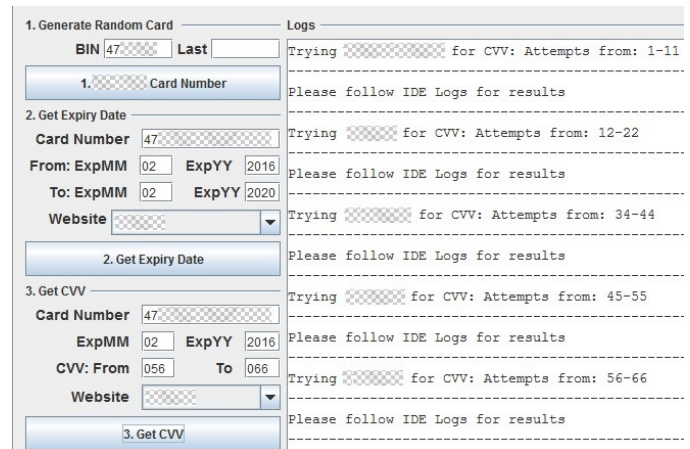 1. Generate Random Card
BIN 47 Last
1. Card Number
2. Get Expiry Date
Card Number 47
From: ExpMM 02 ExpYY 2016
To: ExpMM 02 ExpYY 2020
Website
2. Get Expiry Date
3. Get CVV
Card Number 47
ExpMM 02 ExpYY 2016
CVV: From 056 To 066
Website
3. Get CVV
Logs
Trying for CVV: Attempts from: 1-11
Please follow IDE Logs for results
Trying for CVV: Attempts from: 12-22
Please follow IDE Logs for results
Trying for CVV: Attempts from: 34-44
Please follow IDE Logs for results
Trying for CVV: Attempts from: 45-55
Please follow IDE Logs for results
Trying for CVV: Attempts from: 56-66
Please follow IDE Logs for results